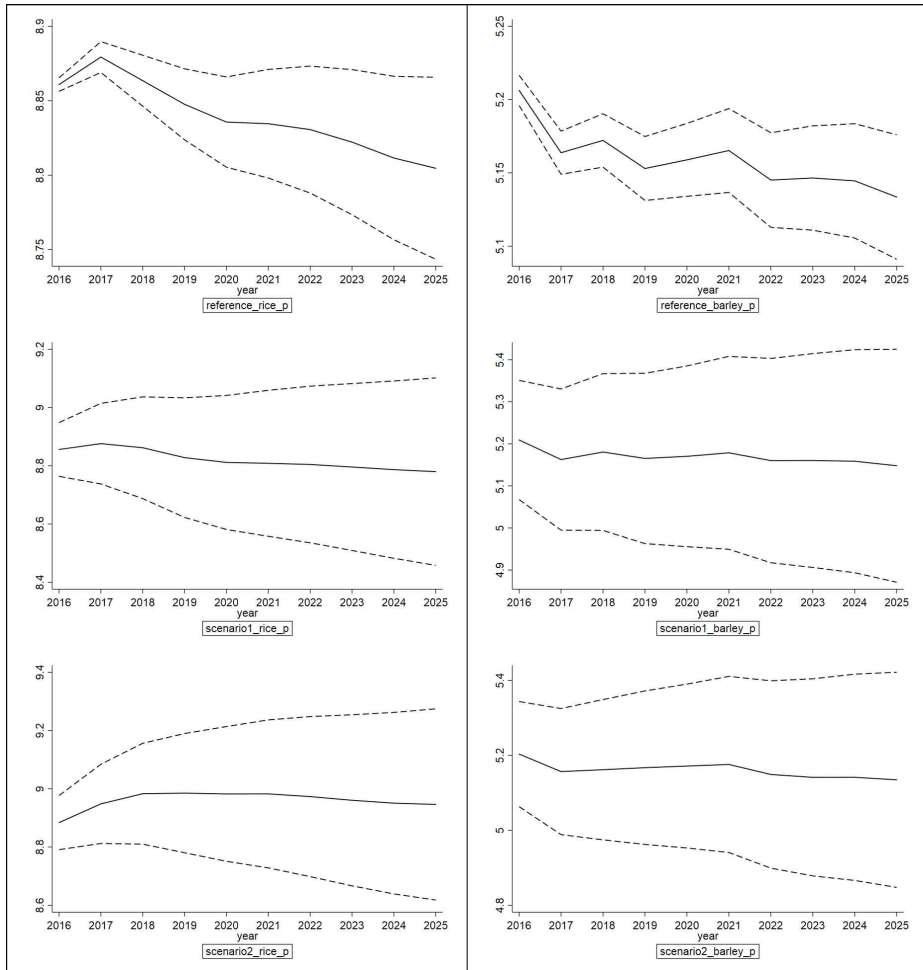 8.9
8.85
8.8
8.75
2016 2017 2018 2019 2020 2021 2022 2023 2024 2025
year
reference_rice_p
5.25
5.2
5.15
5.1
2016 2017 2018 2019 2020 2021 2022 2023 2024 2025
year
reference_barley_p
9.2
9
8.8
8.6
8.4
2016 2017 2018 2019 2020 2021 2022 2023 2024 2025
year
scenario1_rice_p
5.4
5.3
5.2
5.1
5
4.9
2016 2017 2018 2019 2020 2021 2022 2023 2024 2025
year
scenario1_barley_p
9.4
9.2
9
8.8
8.6
2016 2017 2018 2019 2020 2021 2022 2023 2024 2025
year
scenario2_rice_p
5.4
5.2
5
4.8
2016 2017 2018 2019 2020 2021 2022 2023 2024 2025
year
scenario2_barley_p